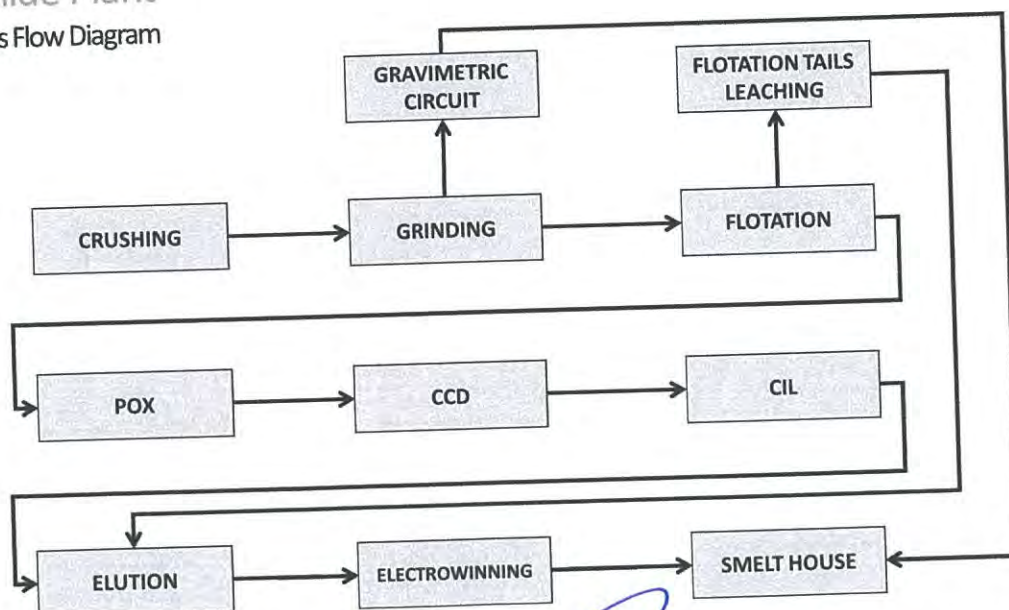 s Flow Diagram
GRAVIMETRIC
CIRCUIT
FLOTATION TAILS
LEACHING
CRUSHING
GRINDING
FLOTATION
POX
CCD
CIL
ELUTION
ELECTROWINNING
SMELT HOUSE